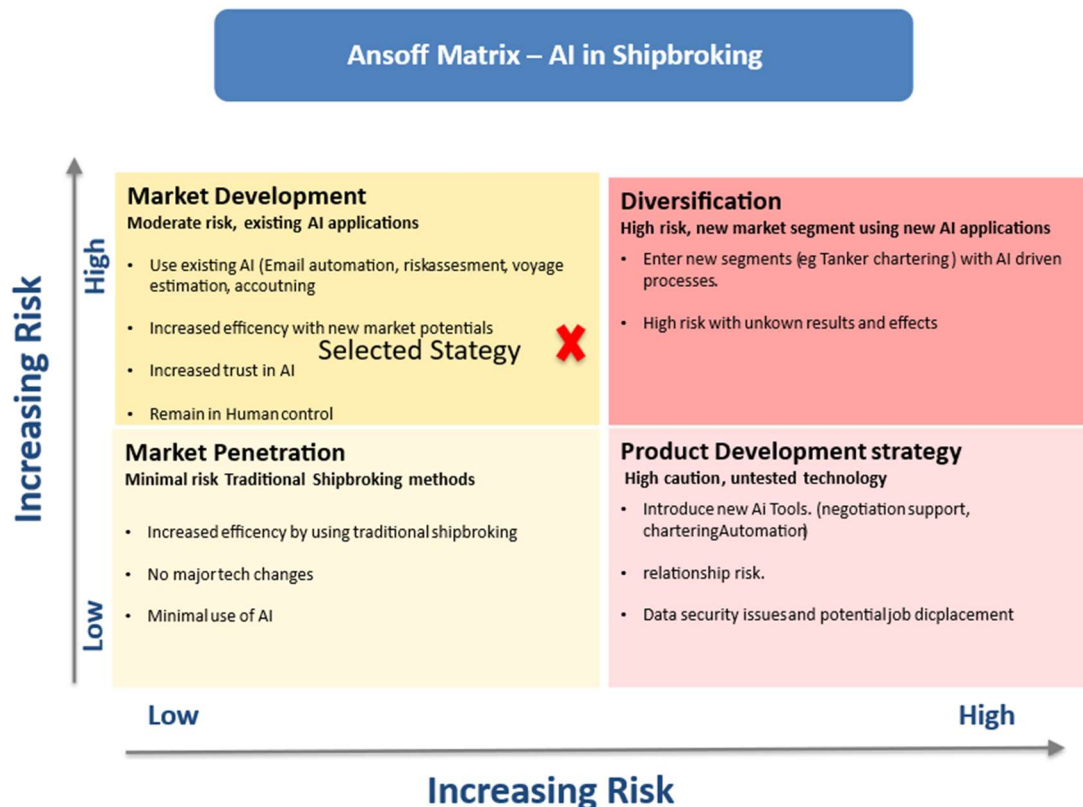 Ansoff Matrix – AI in Shipbroking
Increasing Risk
High
Low
Market Development
Moderate risk, existing AI applications
• Use existing AI (Email automation, riskassesment, voyage
estimation, accoutning
• Increased efficency with new market potentials
Selected Stategy
• Increased trust in AI
• Remain in Human control
Diversification
High risk, new market segment using new AI applications
• Enter new segments (eg Tanker chartering) with AI driven
processes.
• High risk with unkown results and effects
Market Penetration
Minimal risk Traditional Shipbroking methods
• Increased efficency by using traditional shipbroking
• No major tech changes
• Minimal use of AI
Product Development strategy
High caution, untested technology
• Introduce new Ai Tools. (negotiation support,
charteringAutomation)
• relationship risk.
• Data security issues and potential job dicplacement
Low
High
Increasing Risk